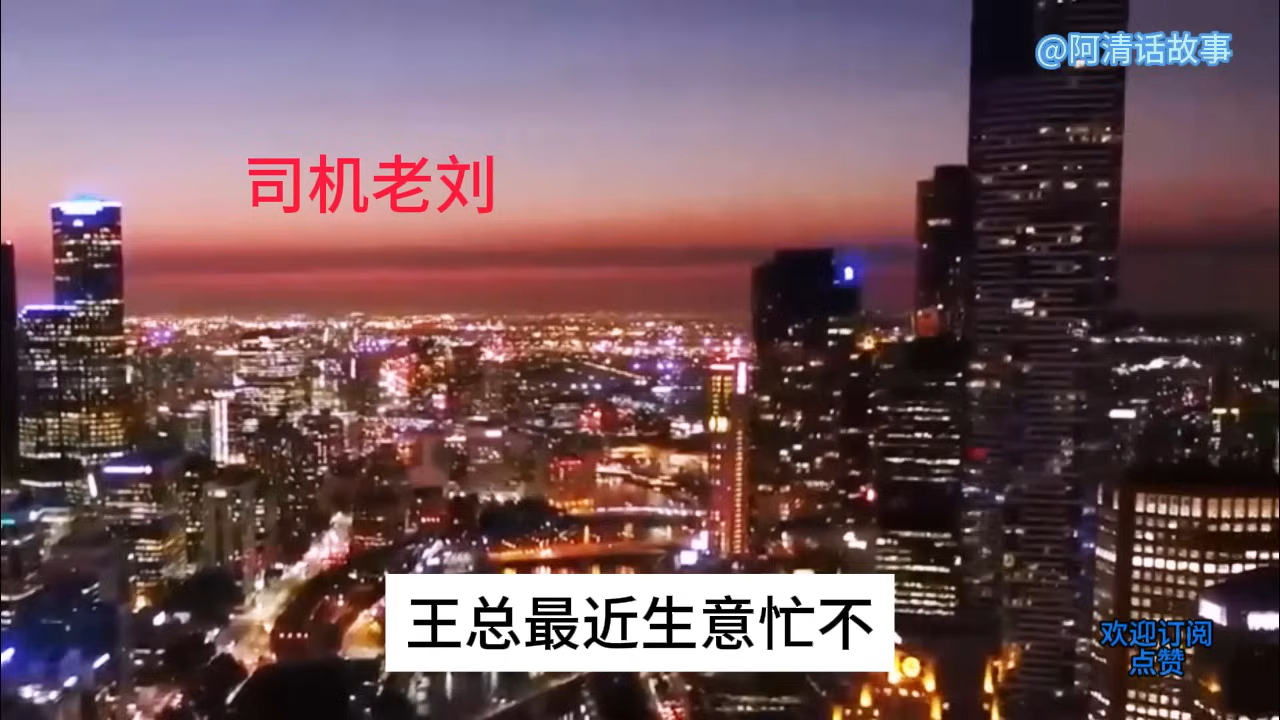 @阿清话故事
司机老刘
王总最近生意忙不
欢迎订阅
点赞